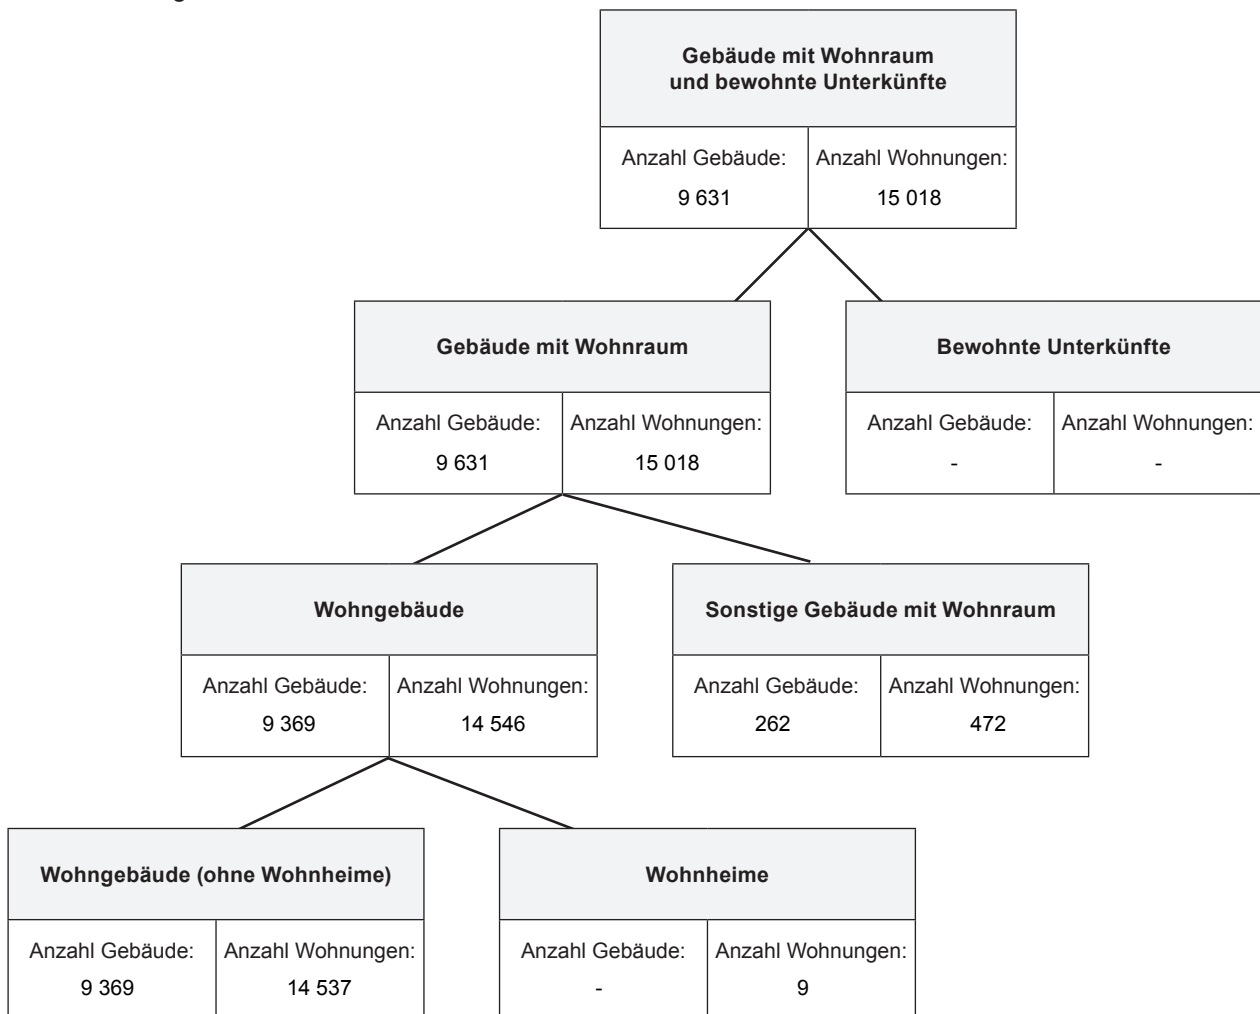 Gebäude mit Wohnraum
und bewohnte Unterkünfte
Anzahl Gebäude: Anzahl Wohnungen:
9 631 15 018
Gebäude mit Wohnraum Bewohnte Unterkünfte
Anzahl Gebäude: Anzahl Wohnungen: Anzahl Gebäude: Anzahl Wohnungen:
9 631 15 018 - -
Wohngebäude Sonstige Gebäude mit Wohnraum
Anzahl Gebäude: Anzahl Wohnungen: Anzahl Gebäude: Anzahl Wohnungen:
9 369 14 546 262 472
Wohngebäude (ohne Wohnheime) Wohnheime
Anzahl Gebäude: Anzahl Wohnungen: Anzahl Gebäude: Anzahl Wohnungen:
9 369 14 537 - 9